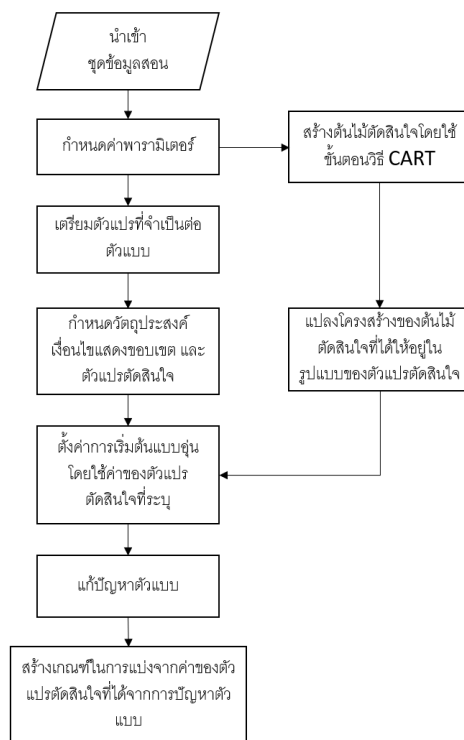 นำเข้า
ชุดข้อมูลสอน
กำหนดค่าพารามิเตอร์
สร้างต้นไม้ตัดสินใจโดยใช้
ขั้นตอนวิธี CART
เตรียมตัวแปรที่จำเป็นต่อ
ตัวแบบ
กำหนดวัตถุประสงค์
เงื่อนไขแสดงขอบเขต และ
ตัวแปรตัดสินใจ
แปลงโครงสร้างของต้นไม้
ตัดสินใจที่ได้ให้อยู่ใน
รูปแบบของตัวแปรตัดสินใจ
ตั้งค่าการเริ่มต้นแบบอุ่น
โดยใช้ค่าของตัวแปร
ตัดสินใจที่ระบุ
แก้ปัญหาตัวแบบ
สร้างเกณฑ์ในการแบ่งจากค่าของตัว
แปรตัดสินใจที่ได้จากการปัญหาตัว
แบบ